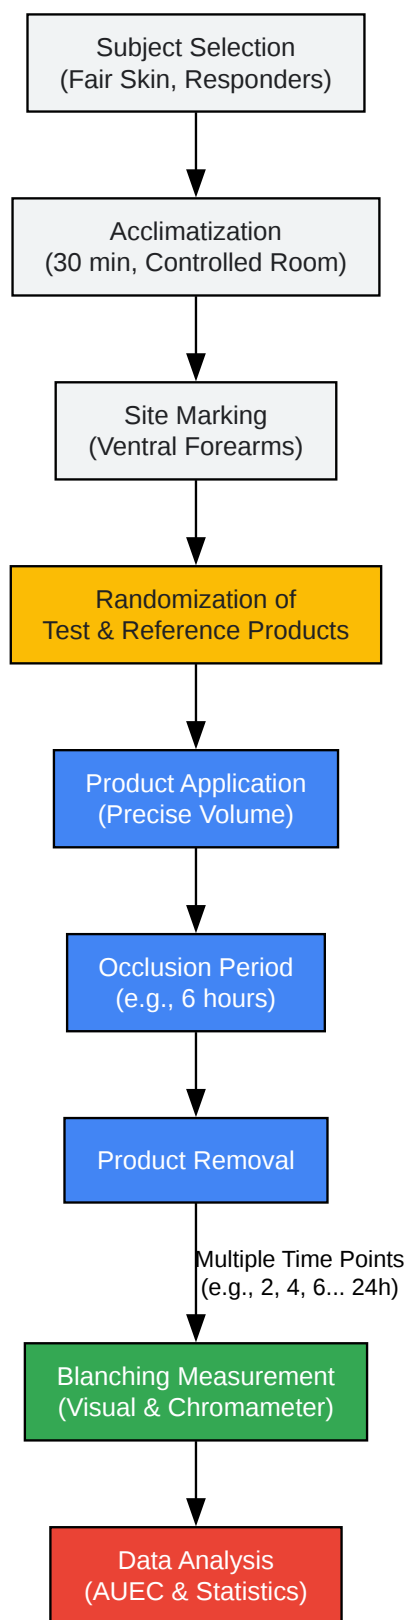 Subject Selection
(Fair Skin, Responders)
Acclimatization
(30 min, Controlled Room)
Site Marking
(Ventral Forearms)
Randomization of
Test & Reference Products
Product Application
(Precise Volume)
Occlusion Period
(e.g., 6 hours)
Product Removal
Multiple Time Points
(e.g., 2, 4, 6... 24h)
Blanching Measurement
(Visual & Chromameter)
Data Analysis
(AUEC & Statistics)